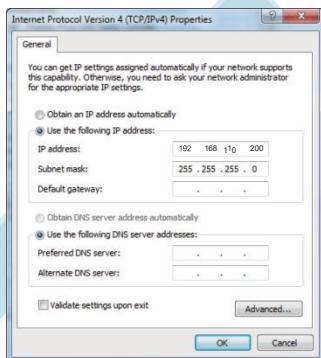 Internet Protocol Version 4 (TCP/IPv4) Properties
General
You can get IP settings assigned automatically if your network supports
this capability. Otherwise, you need to ask your network administrator
for the appropriate IP settings.
Obtain an IP address automatically
Use the following IP address:
IP address: 192 168 110 200
Subnet mask: 255 . 255 . 255 . 0
Default gateway: . . .
Obtain DNS server address automatically
Use the following DNS server addresses:
Preferred DNS server: . . .
Alternate DNS server: . . .
Validate settings upon exit
Advanced...
OK Cancel